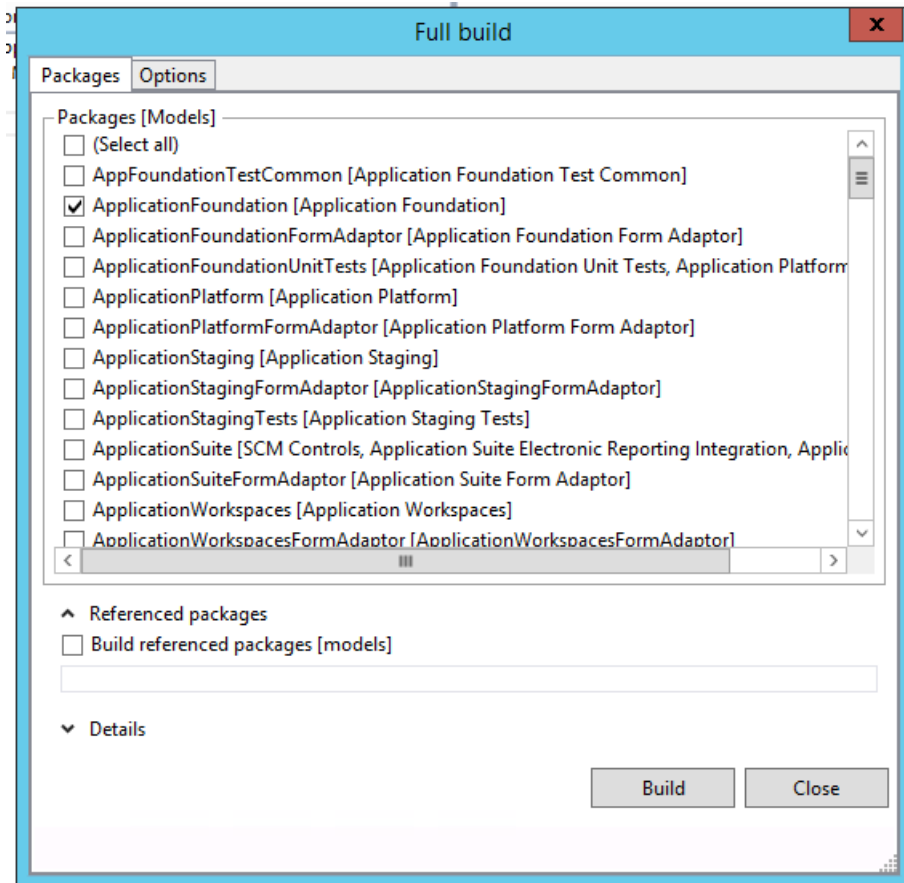 Full build
x
Packages Options
Packages [Models]
(Select all)
AppFoundationTestCommon [Application Foundation Test Common]
ApplicationFoundation [Application Foundation]
ApplicationFoundationFormAdaptor [Application Foundation Form Adaptor]
ApplicationFoundationUnitTests [Application Foundation Unit Tests, Application Platform
ApplicationPlatform [Application Platform]
ApplicationPlatformFormAdaptor [Application Platform Form Adaptor]
ApplicationStaging [Application Staging]
ApplicationStagingFormAdaptor [ApplicationStagingFormAdaptor]
ApplicationStagingTests [Application Staging Tests]
ApplicationSuite [SCM Controls, Application Suite Electronic Reporting Integration, Applic
ApplicationSuiteFormAdaptor [Application Suite Form Adaptor]
ApplicationWorkspaces [Application Workspaces]
ApplicationWorkspacesFormAdaptor [ApplicationWorkspacesFormAdaptor]
Referenced packages
Build referenced packages [models]
Details
Build Close